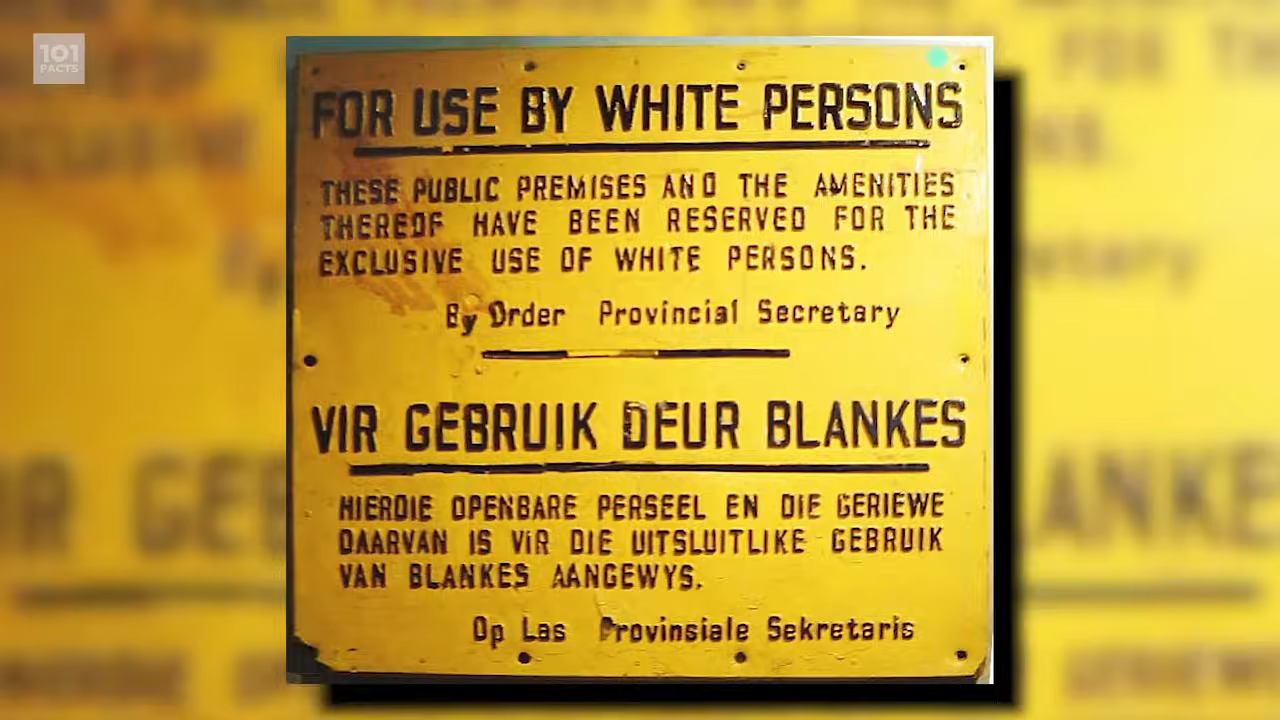 101
FACTS
FOR USE BY WHITE PERSONS
THESE PUBLIC PREMISES AND THE AMENITIES
THEREOF HAVE BEEN RESERVED FOR THE
EXCLUSIVE USE OF WHITE PERSONS.
By Order Provincial Secretary
VIR GEBRUIK DEUR BLANKES
HIERDIE OPENBARE PERSEEL EN DIE GERIEWE
DAARVAN IS VIR DIE UITSLUITLIKE GEBRUIK
VAN BLANKES AANGEWYS.
Op Las Provinsiale Sekretaris